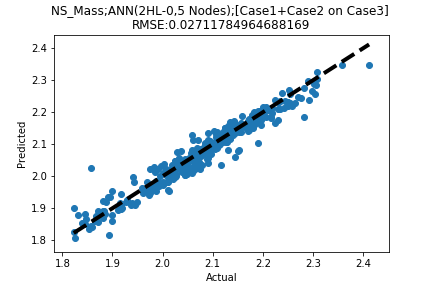 NS_Mass;ANN(2HL-0,5 Nodes);[Case1+Case2 on Case3]
RMSE:0.02711784964688169
2.4
2.3
2.2
2.1
2.0
1.9
1.8
Predicted
1.8 1.9 2.0 2.1 2.2 2.3 2.4
Actual